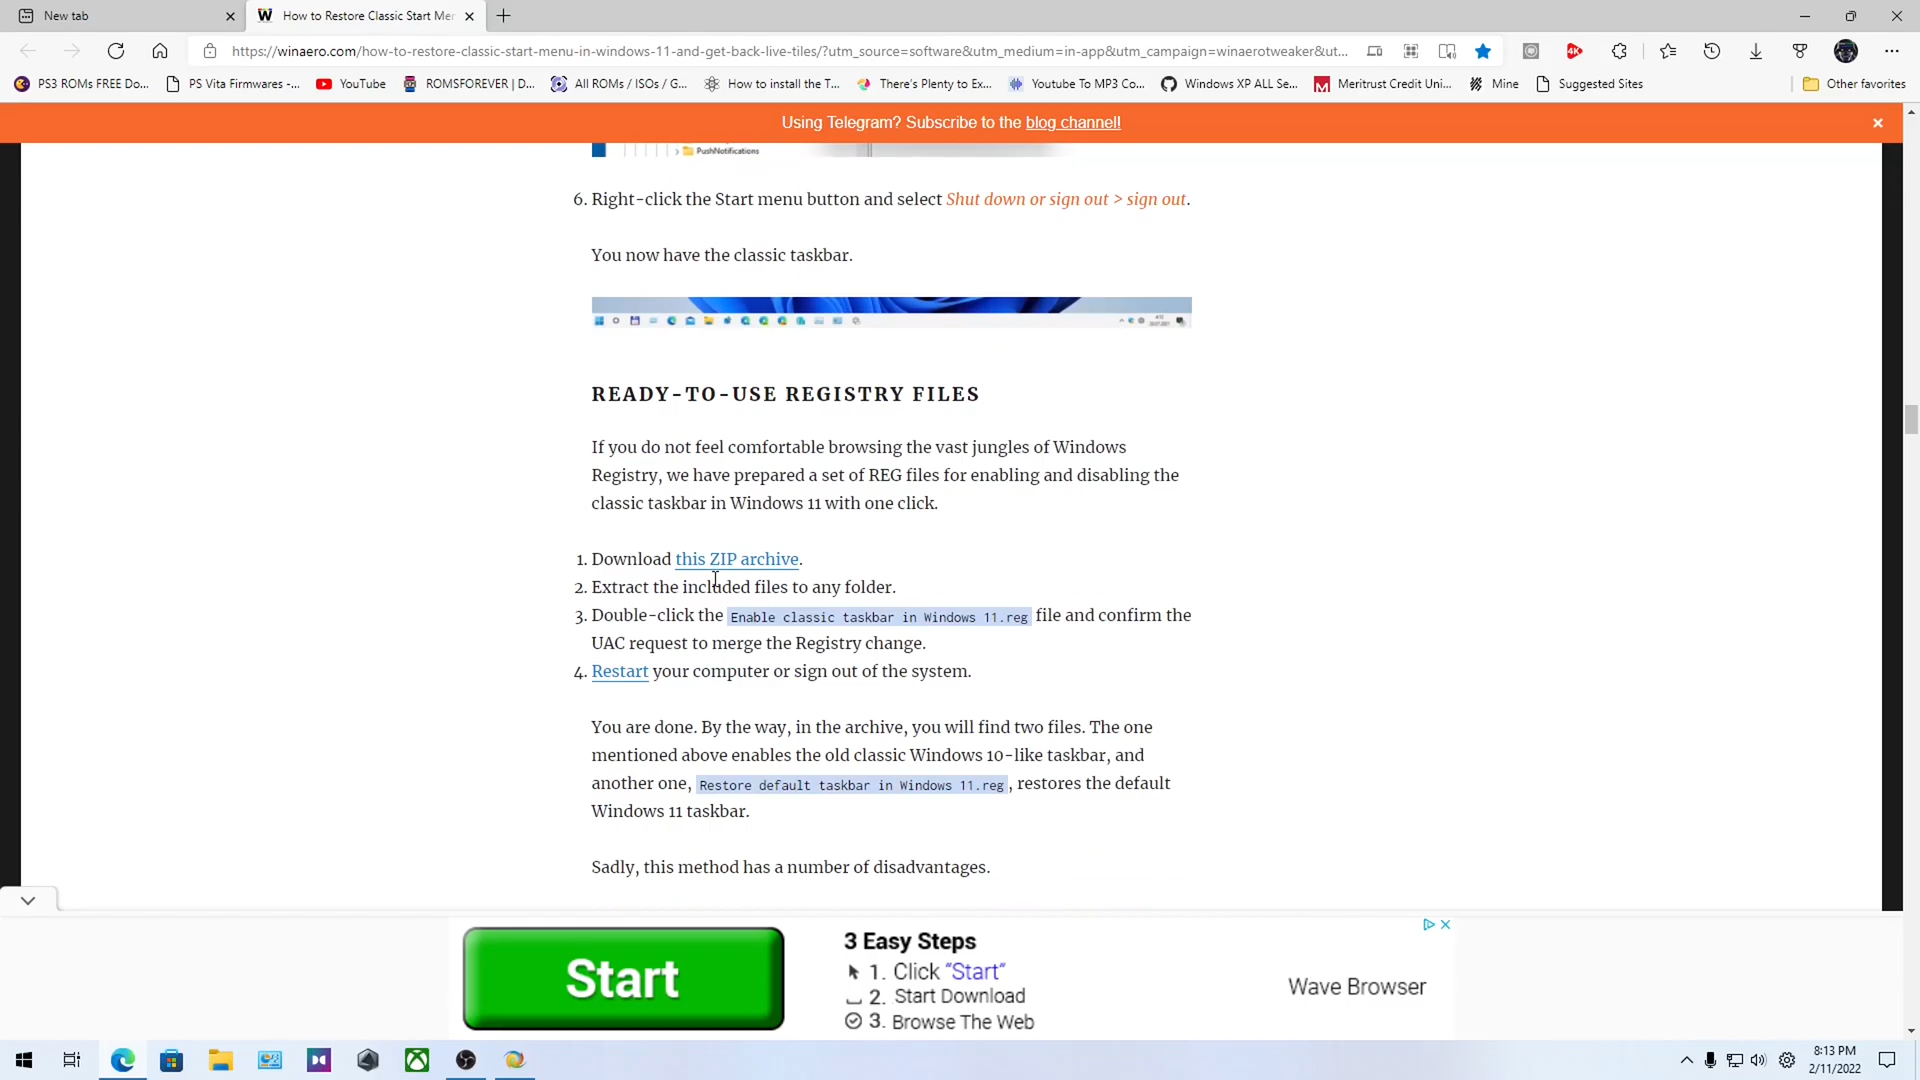 New tab
How to Restore Classic Start Mer
https://winaero.com/how-to-restore-classic-start-menu-in-windows-11-and-get-back-live-tiles/?utm_source=software&utm_medium=in-app&utm_campaign=winaerotweaker&ut...
PS3 ROMs FREE Do...
PS Vita Firmwares -...
YouTube
ROMSFOREVER | D...
All ROMs / ISOs / G...
How to install the T...
There's Plenty to Ex...
Youtube To MP3 Co...
Windows XP ALL Se...
Meritrust Credit Uni...
Mine
Suggested Sites
Other favorites
Using Telegram? Subscribe to the blog channel!
PushNotifications
6. Right-click the Start menu button and select Shut down or sign out > sign out.
You now have the classic taskbar.
READY-TO-USE REGISTRY FILES
If you do not feel comfortable browsing the vast jungles of Windows
Registry, we have prepared a set of REG files for enabling and disabling the
classic taskbar in Windows 11 with one click.
1. Download this ZIP archive.
2. Extract the included files to any folder.
3. Double-click the Enable classic taskbar in Windows 11.reg file and confirm the
UAC request to merge the Registry change.
4. Restart your computer or sign out of the system.
You are done. By the way, in the archive, you will find two files. The one
mentioned above enables the old classic Windows 10-like taskbar, and
another one, Restore default taskbar in Windows 11.reg, restores the default
Windows 11 taskbar.
Sadly, this method has a number of disadvantages.
Start
3 Easy Steps
1. Click "Start"
2. Start Download
3. Browse The Web
Wave Browser
8:13 PM
2/11/2022